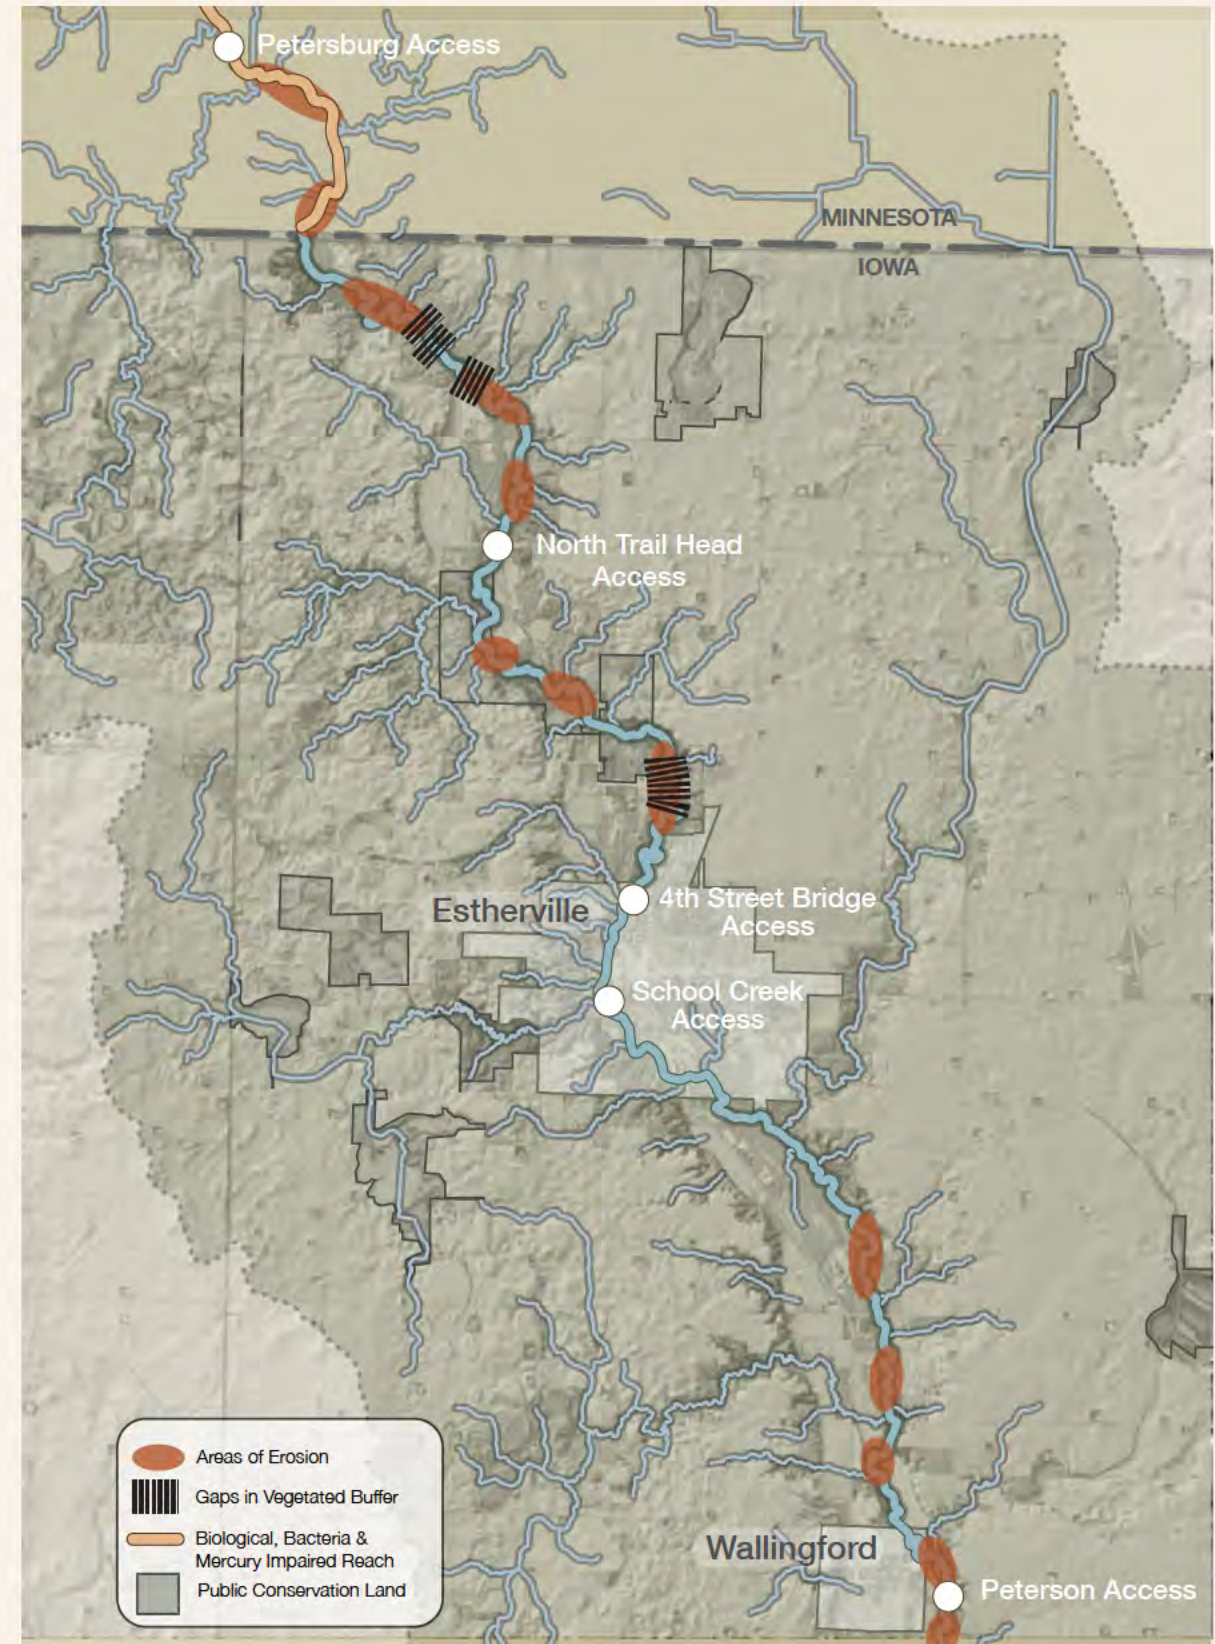 Petersburg Access
MINNESOTA
IOWA
North Trail Head
Access
Estherville
4th Street Bridge
Access
School Creek
Access
Areas of Erosion
Gaps in Vegetated Buffer
Biological, Bacteria &
Mercury Impaired Reach
Public Conservation Land
Wallingford
Peterson Access